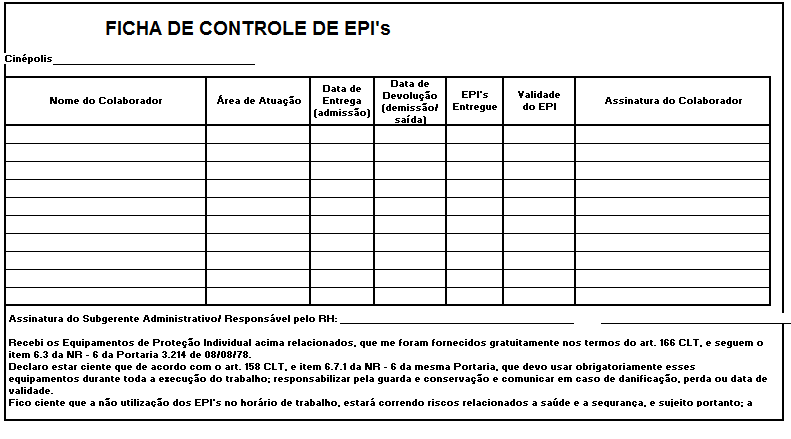 FICHA DE CONTROLE DE EPI's
Cinépolis
Nome do Colaborador
Área de Atuação
Data de
Entrega
(admissão)
Data de
Devolução
(demissão/
saída)
EPI's
Entregue
Validade
do EPI
Assinatura do Colaborador
Assinatura do Subgerente Administrativo/ Responsável pelo RH:
Recebi os Equipamentos de Proteção Individual acima relacionados, que me foram fornecidos gratuitamente nos termos do art. 166 CLT, e seguem o
item 6.3 da NR - 6 da Portaria 3.214 de 08/08/78.
Declaro estar ciente que de acordo com o art. 158 CLT, e item 6.7.1 da NR - 6 da mesma Portaria, que devo usar obrigatoriamente esses
equipamentos durante toda a execução do trabalho; responsabilizar pela guarda e conservação e comunicar em caso de danificação, perda ou data de
validade.
Fico ciente que a não utilização dos EPI's no horário de trabalho, estará correndo riscos relacionados a saúde e a segurança, e sujeito portanto; a